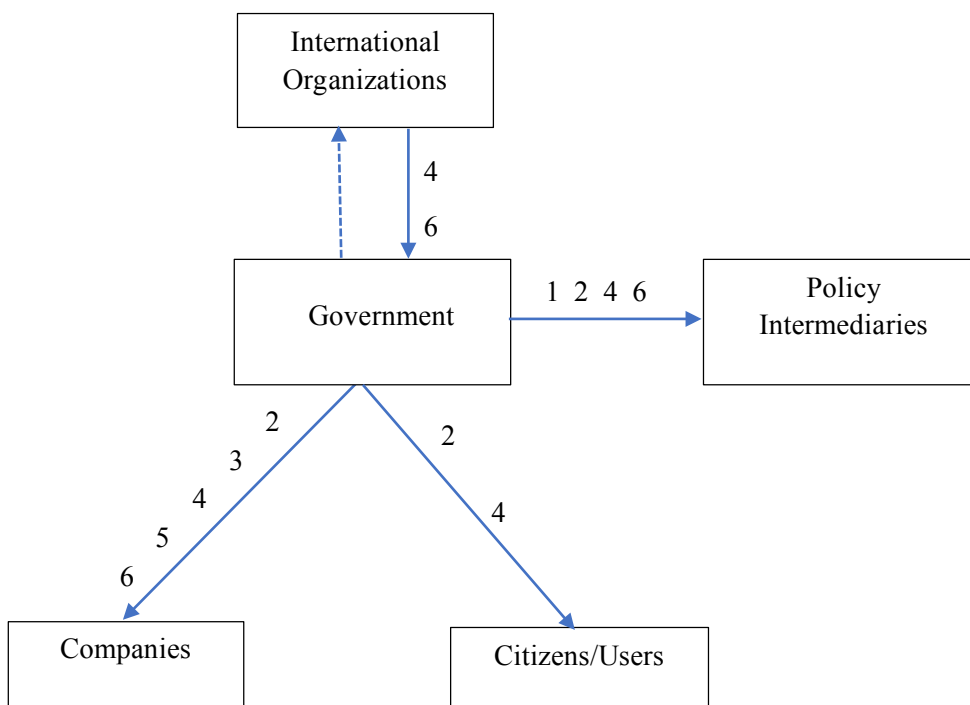 International
Organizations
4
6
Government
1 2 4 6
Policy
Intermediaries
2
3
4
5
6
2
4
Companies
Citizens/Users